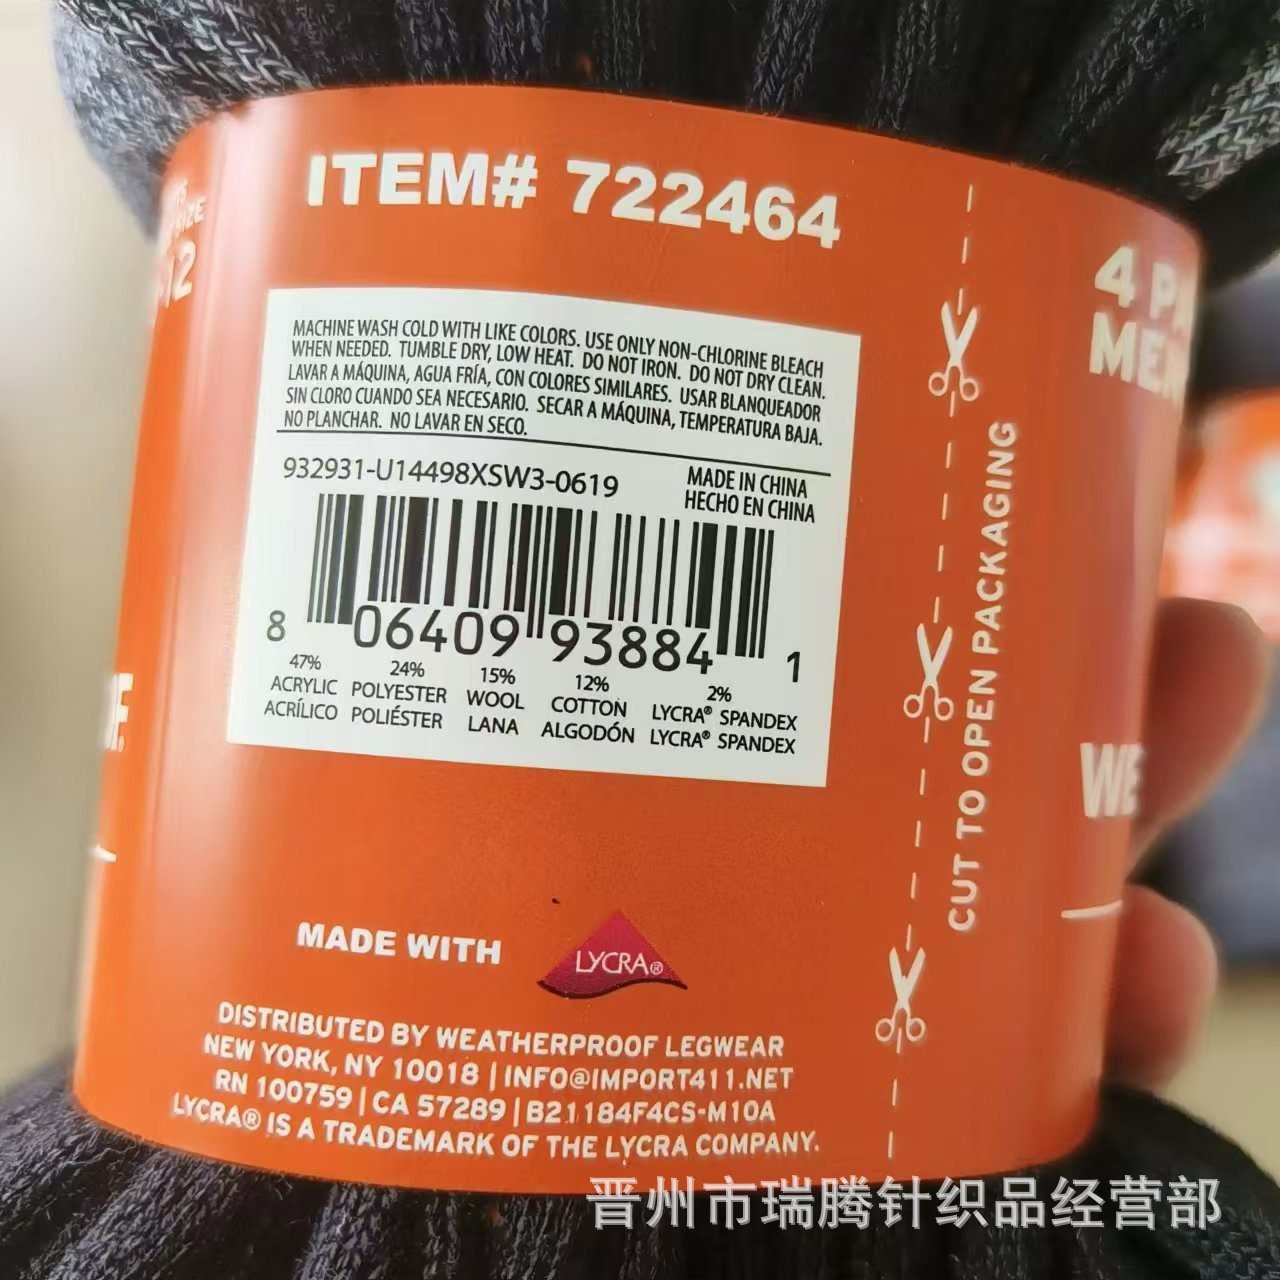 ITEM# 722464
SIZE
12
MACHINE WASH COLD WITH LIKE COLORS. USE ONLY NON-CHLORINE BLEACH
WHEN NEEDED. TUMBLE DRY, LOW HEAT. DO NOT IRON. DO NOT DRY CLEAN.
LAVAR A MÁQUINA, AGUA FRÍA, CON COLORES SIMILARES. USAR BLANQUEADOR
SIN CLORO CUANDO SEA NECESARIO. SECAR A MÁQUINA, TEMPERATURA BAJA.
NO PLANCHAR. NO LAVAR EN SECO.
932931-U14498XSW3-0619
MADE IN CHINA
HECHO EN CHINA
8 06409 93884 1
47% 24% 15% 12% 2%
ACRYLIC POLYESTER WOOL COTTON LYCRA® SPANDEX
ACRÍLICO POLIÉSTER LANA ALGODÓN LYCRA® SPANDEX
MADE WITH LYCRA®
DISTRIBUTED BY WEATHERPROOF LEGWEAR
NEW YORK, NY 10018 | INFO@IMPORT411.NET
RN 100759 | CA 57289 | B21184F4CS-M10A
LYCRA® IS A TRADEMARK OF THE LYCRA COMPANY.
CUT TO OPEN PACKAGING
4 PA
MEN
WE
晋州市瑞腾针织品经营部